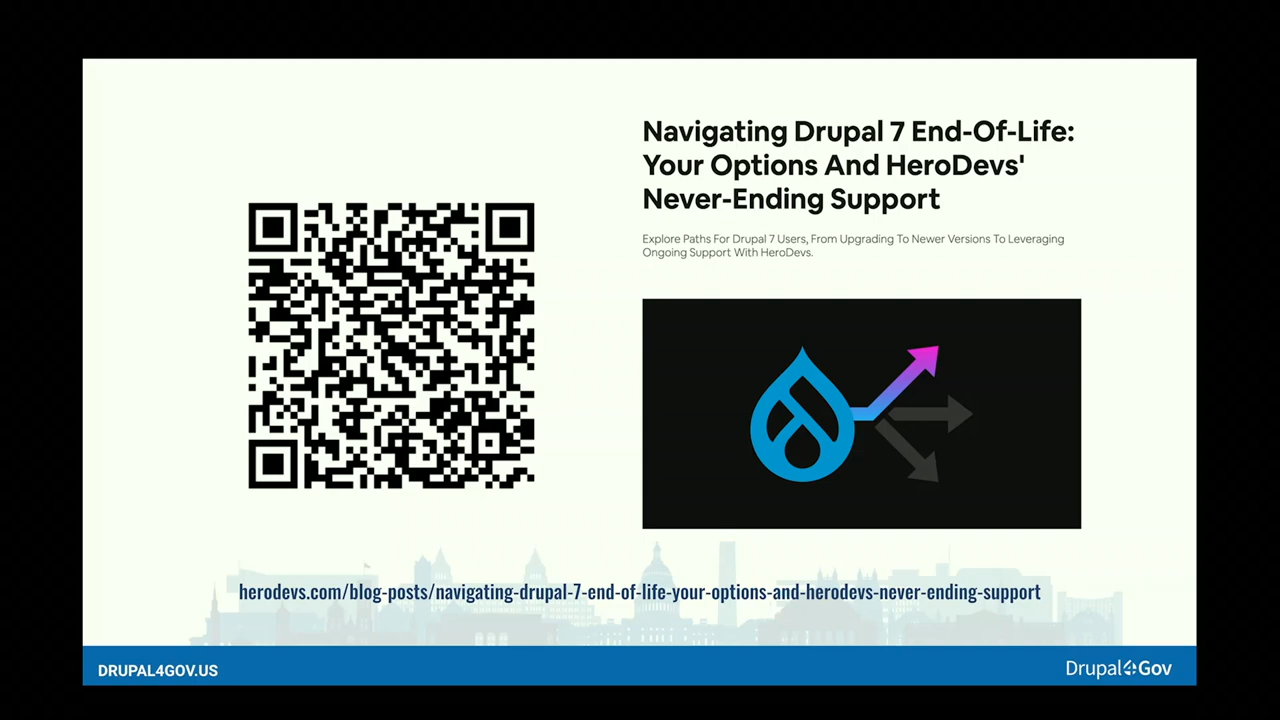 Navigating Drupal 7 End-Of-Life:
Your Options And HeroDevs'
Never-Ending Support
Explore Paths For Drupal 7 Users, From Upgrading To Newer Versions To Leveraging
Ongoing Support With HeroDevs.
herodevs.com/blog-posts/navigating-drupal-7-end-of-life-your-options-and-herodevs-never-ending-support
DRUPAL4GOV.US
Drupal4Gov